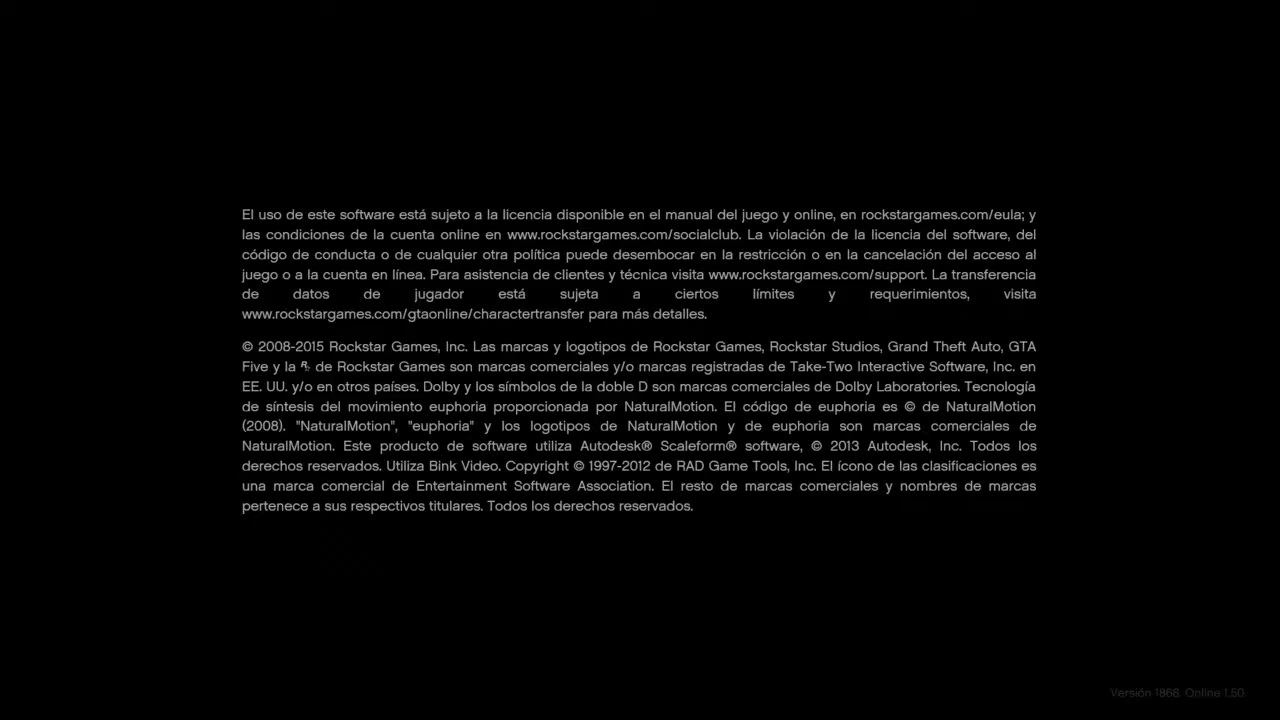 El uso de este software está sujeto a la licencia disponible en el manual del juego y online, en rockstargames.com/eula; y
las condiciones de la cuenta online en www.rockstargames.com/socialclub. La violación de la licencia del software, del
código de conducta o de cualquier otra política puede desembocar en la restricción o en la cancelación del acceso al
juego o a la cuenta en línea. Para asistencia de clientes y técnica visita www.rockstargames.com/support. La transferencia
de datos de jugador está sujeta a ciertos límites y requerimientos, visita
www.rockstargames.com/gtaonline/charactertransfer para más detalles.
© 2008-2015 Rockstar Games, Inc. Las marcas y logotipos de Rockstar Games, Rockstar Studios, Grand Theft Auto, GTA
Five y la R* de Rockstar Games son marcas comerciales y/o marcas registradas de Take-Two Interactive Software, Inc. en
EE. UU. y/o en otros países. Dolby y los símbolos de la doble D son marcas comerciales de Dolby Laboratories. Tecnología
de síntesis del movimiento euphoria proporcionada por NaturalMotion. El código de euphoria es © de NaturalMotion
(2008). "NaturalMotion", "euphoria" y los logotipos de NaturalMotion y de euphoria son marcas comerciales de
NaturalMotion. Este producto de software utiliza Autodesk® Scaleform® software, © 2013 Autodesk, Inc. Todos los
derechos reservados. Utiliza Bink Video. Copyright © 1997-2012 de RAD Game Tools, Inc. El ícono de las clasificaciones es
una marca comercial de Entertainment Software Association. El resto de marcas comerciales y nombres de marcas
pertenece a sus respectivos titulares. Todos los derechos reservados.
Versión 1868. Online 1.50